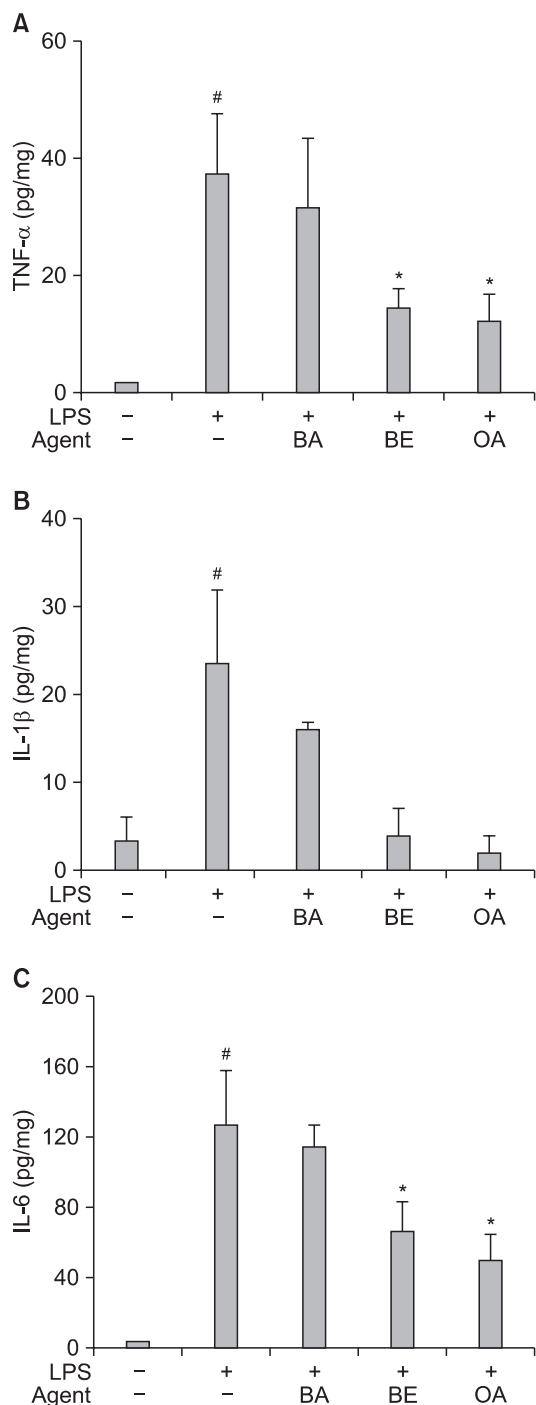 A
TNF-α (pg/mg)
60
40
20
0
#
*
*
LPS − + + + +
Agent − − BA BE OA
B
IL-1β (pg/mg)
40
30
20
10
0
#
LPS − + + + +
Agent − − BA BE OA
C
IL-6 (pg/mg)
200
160
120
80
40
0
#
*
*
LPS − + + + +
Agent − − BA BE OA